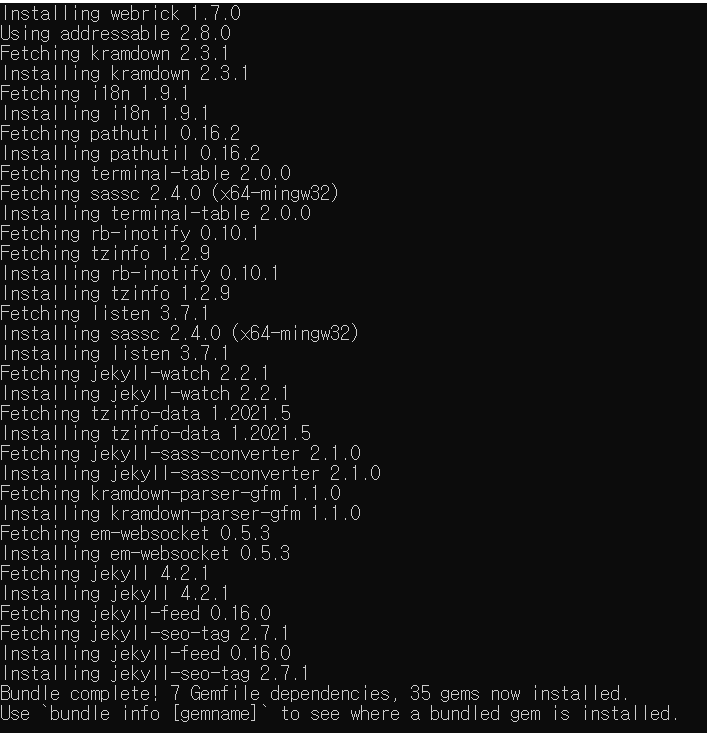 Installing webrick 1.7.0
Using addressable 2.8.0
Fetching kramdown 2.3.1
Installing kramdown 2.3.1
Fetching i18n 1.9.1
Installing i18n 1.9.1
Fetching pathutil 0.16.2
Installing pathutil 0.16.2
Fetching terminal-table 2.0.0
Fetching sassc 2.4.0 (x64-mingw32)
Installing terminal-table 2.0.0
Fetching rb-inotify 0.10.1
Fetching tzinfo 1.2.9
Installing rb-inotify 0.10.1
Installing tzinfo 1.2.9
Fetching listen 3.7.1
Installing sassc 2.4.0 (x64-mingw32)
Installing listen 3.7.1
Fetching jekyll-watch 2.2.1
Installing jekyll-watch 2.2.1
Fetching tzinfo-data 1.2021.5
Installing tzinfo-data 1.2021.5
Fetching jekyll-sass-converter 2.1.0
Installing jekyll-sass-converter 2.1.0
Fetching kramdown-parser-gfm 1.1.0
Installing kramdown-parser-gfm 1.1.0
Fetching em-websocket 0.5.3
Installing em-websocket 0.5.3
Fetching jekyll 4.2.1
Installing jekyll 4.2.1
Fetching jekyll-feed 0.16.0
Fetching jekyll-seo-tag 2.7.1
Installing jekyll-feed 0.16.0
Installing jekyll-seo-tag 2.7.1
Bundle complete! 7 Gemfile dependencies, 35 gems now installed.
Use `bundle info [gemname]` to see where a bundled gem is installed.